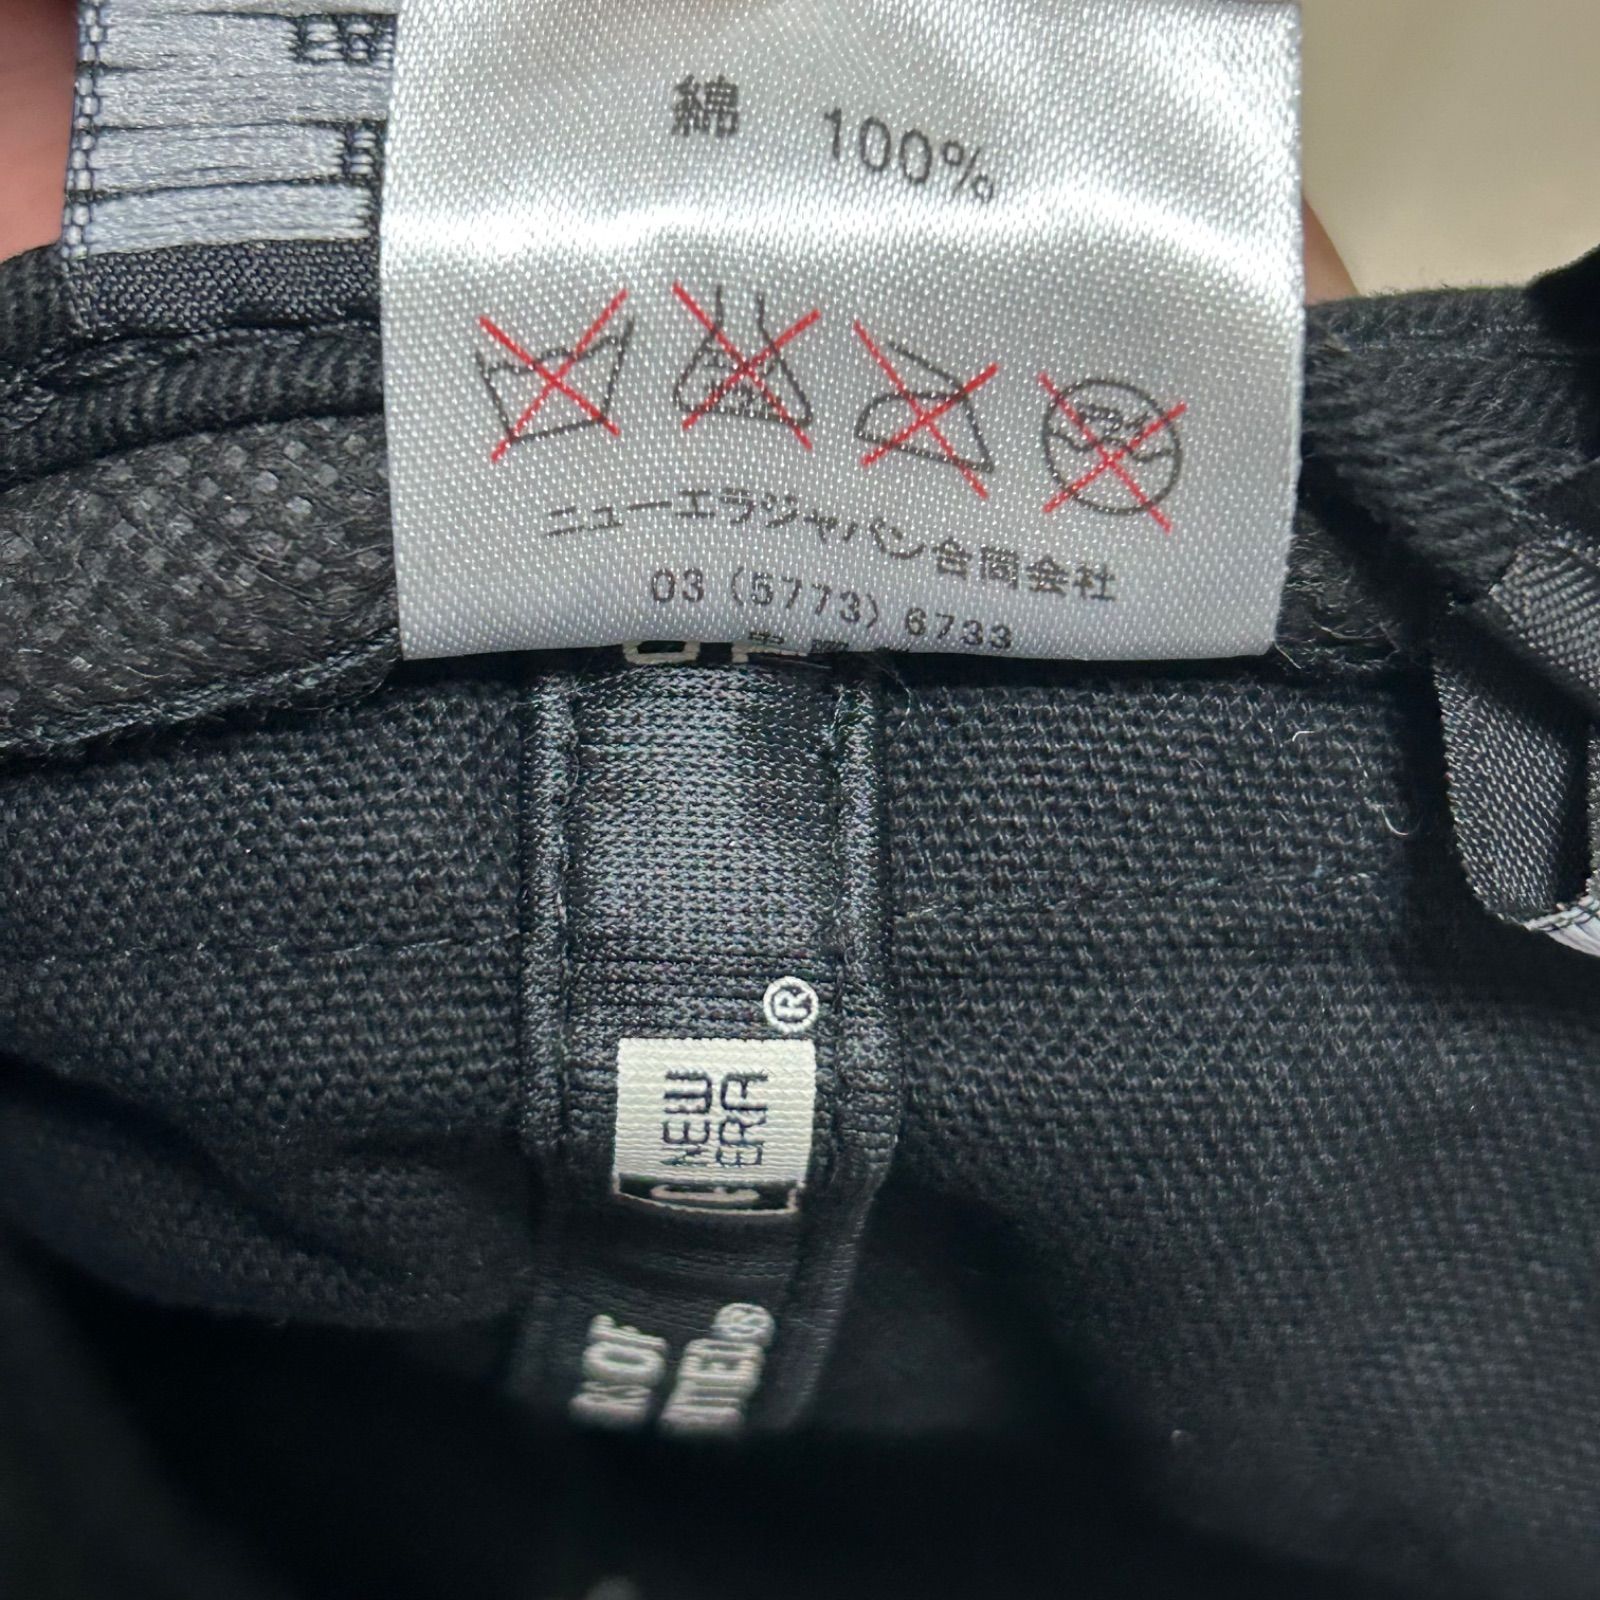 綿 100%
ニューエラジャパン合同会社
03 (5773) 6733
NEW
ERA
®